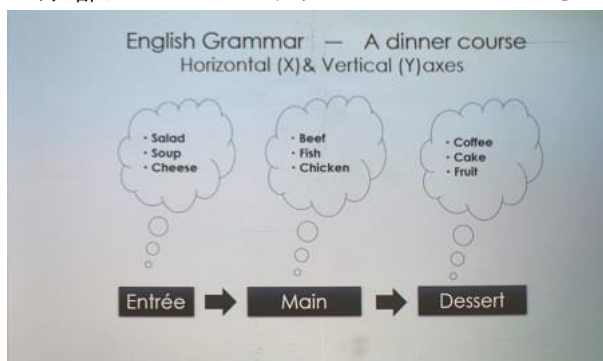 English Grammar — A dinner course
Horizontal (X)& Vertical (Y)axes
• Salad
• Soup
• Cheese
• Beef
• Fish
• Chicken
• Coffee
• Cake
• Fruit
Entrée
Main
Dessert